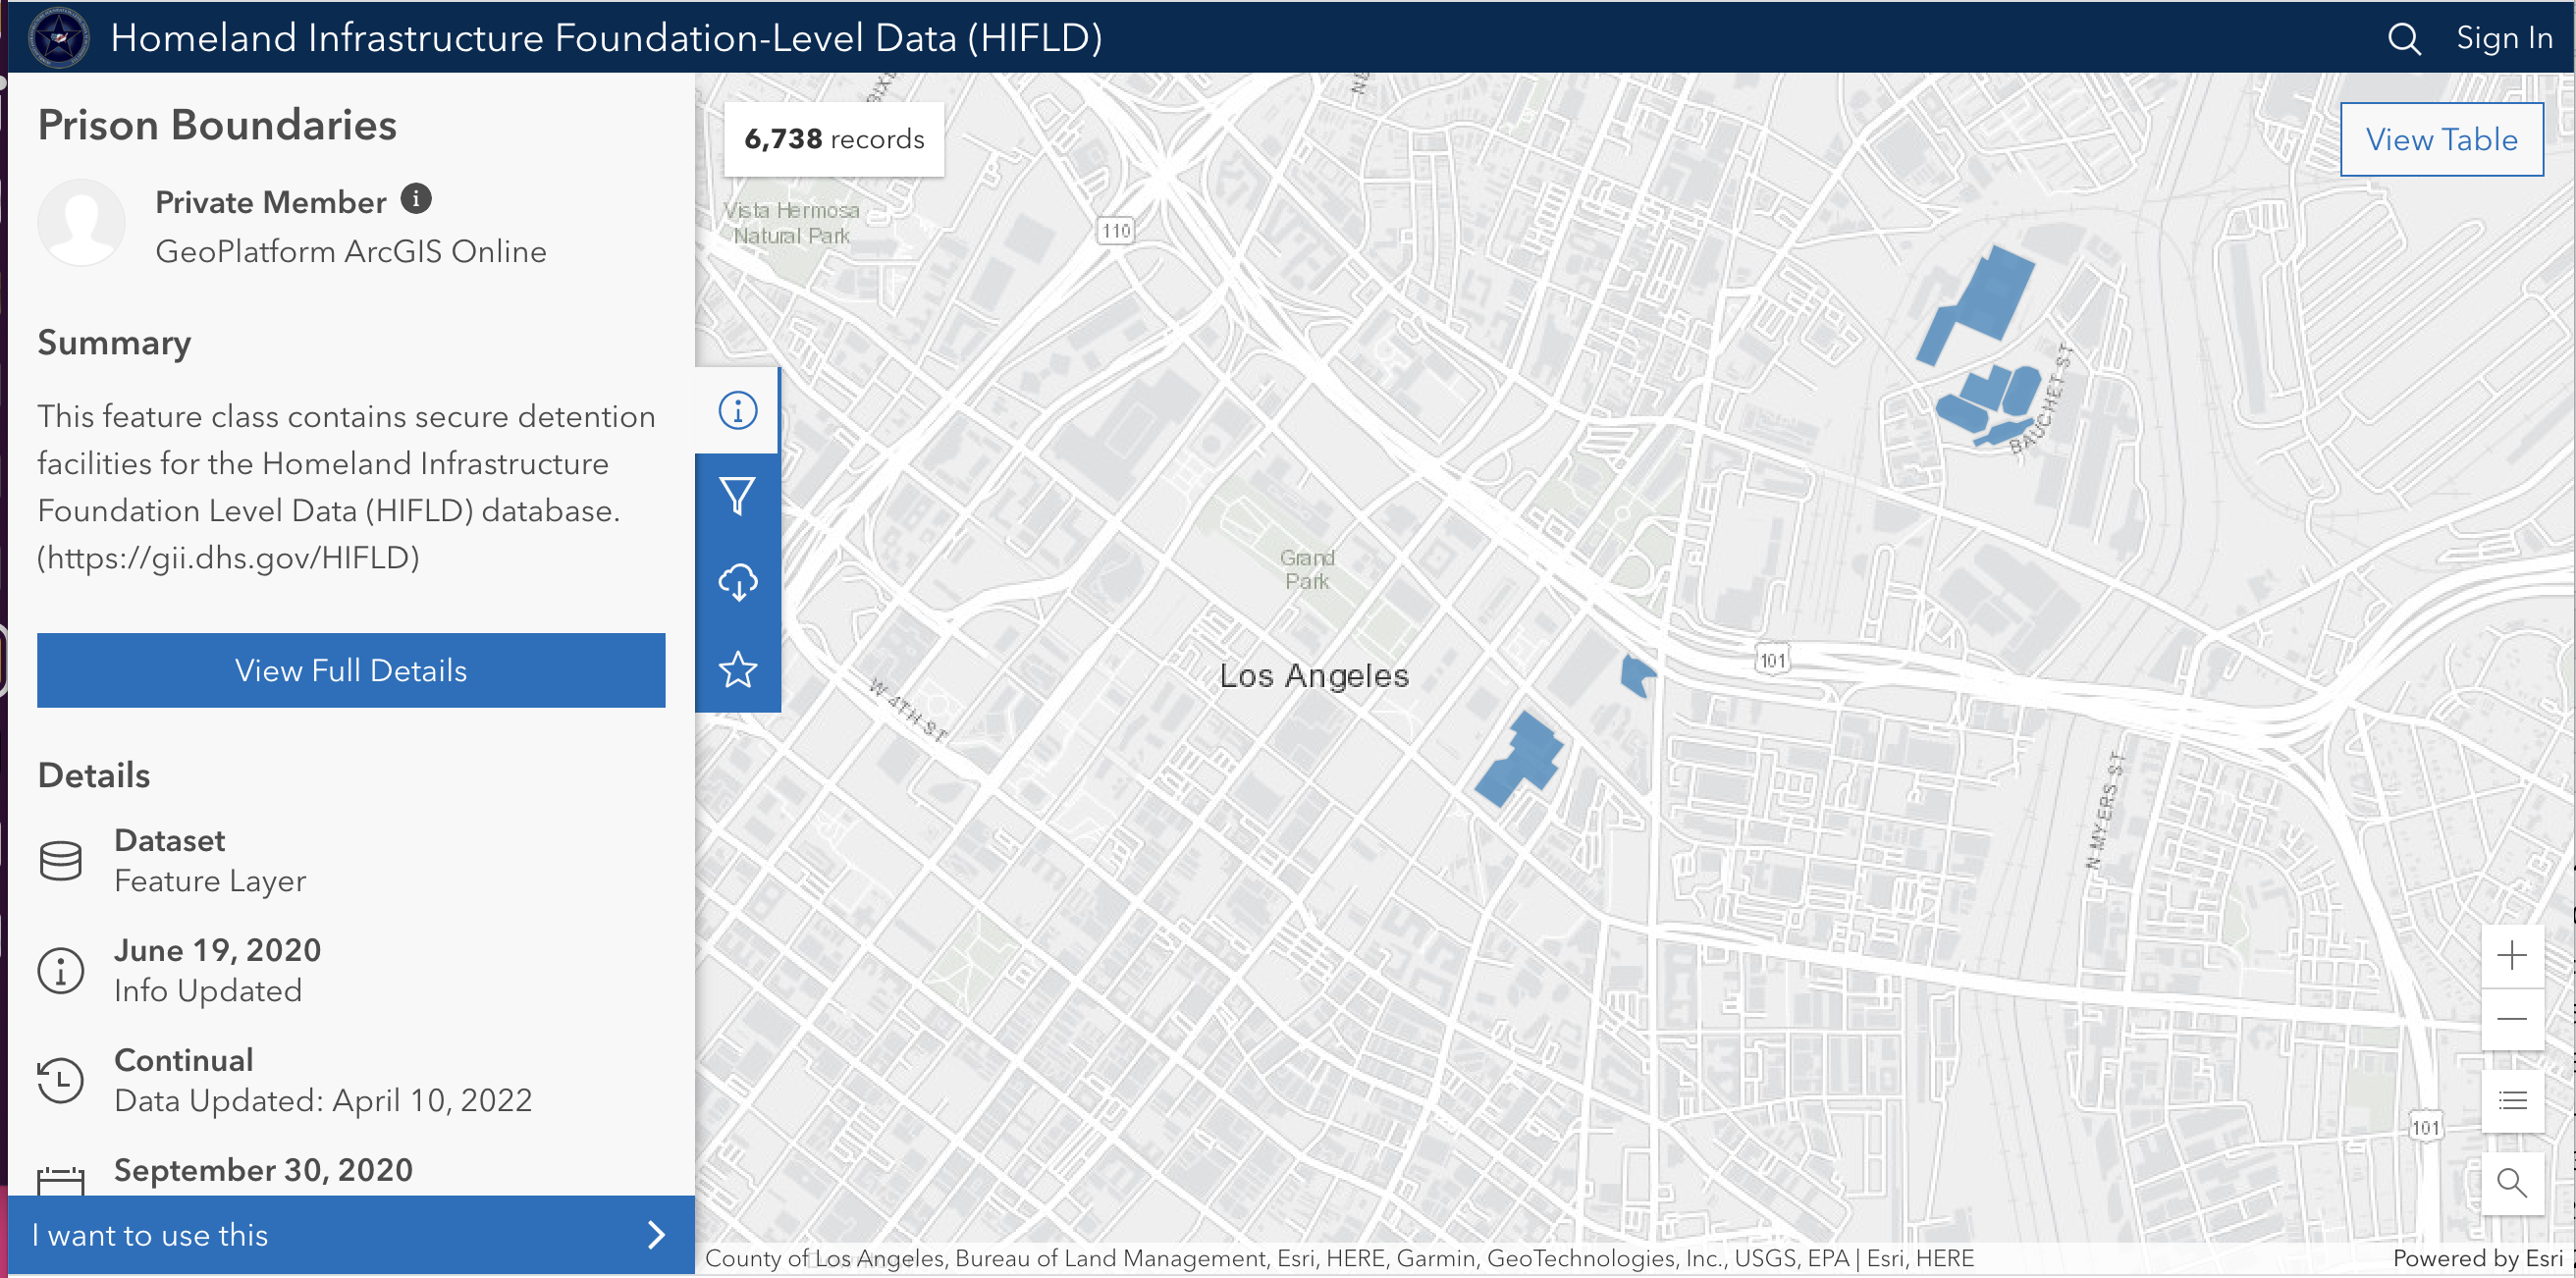 Homeland Infrastructure Foundation-Level Data (HIFLD)
Sign In
Prison Boundaries
Private Member
GeoPlatform ArcGIS Online
Summary
This feature class contains secure detention
facilities for the Homeland Infrastructure
Foundation Level Data (HIFLD) database.
(https://gii.dhs.gov/HIFLD)
View Full Details
Details
Dataset
Feature Layer
June 19, 2020
Info Updated
Continual
Data Updated: April 10, 2022
September 30, 2020
I want to use this
6,738 records
View Table
Vista Hermosa
Natural Park
110
BAUCHET ST
Grand
Park
Los Angeles
101
W 4TH ST
N MYERS ST
101
County of Los Angeles, Bureau of Land Management, Esri, HERE, Garmin, GeoTechnologies, Inc., USGS, EPA | Esri, HERE
Powered by Esri